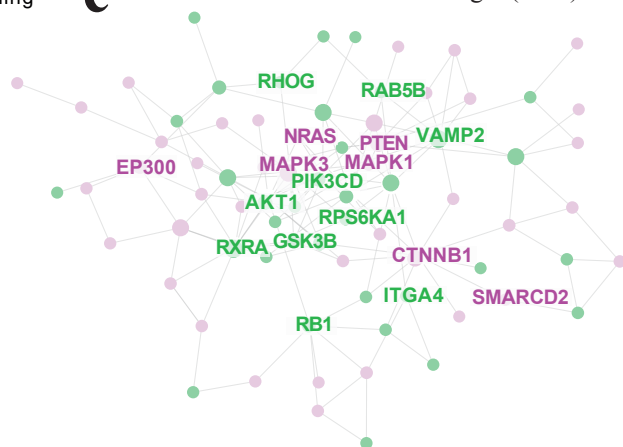 RHOG
RAB5B
NRAS
PTEN
VAMP2
EP300
MAPK3
MAPK1
PIK3CD
AKT1
RPS6KA1
RXRA
GSK3B
CTNNB1
ITGA4
SMARCD2
RB1